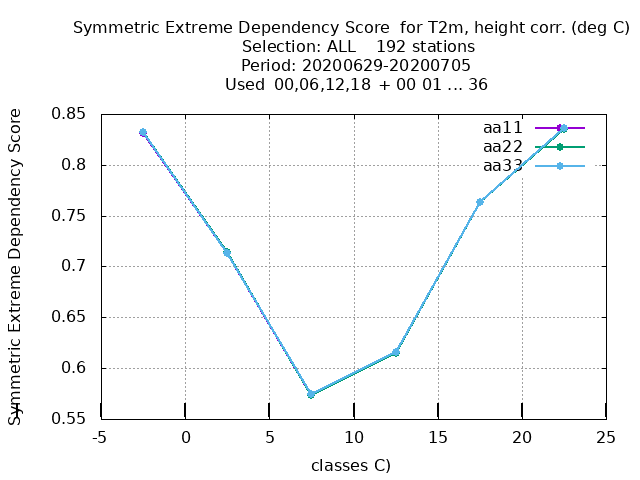 Symmetric Extreme Dependency Score for T2m, height corr. (deg C)
Selection: ALL 192 stations
Period: 20200629-20200705
Used 00,06,12,18 + 00 01 ... 36
Symmetric Extreme Dependency Score
0.85
0.8
0.75
0.7
0.65
0.6
0.55
aa11
aa22
aa33
-5
0
5
10
15
20
25
classes C)